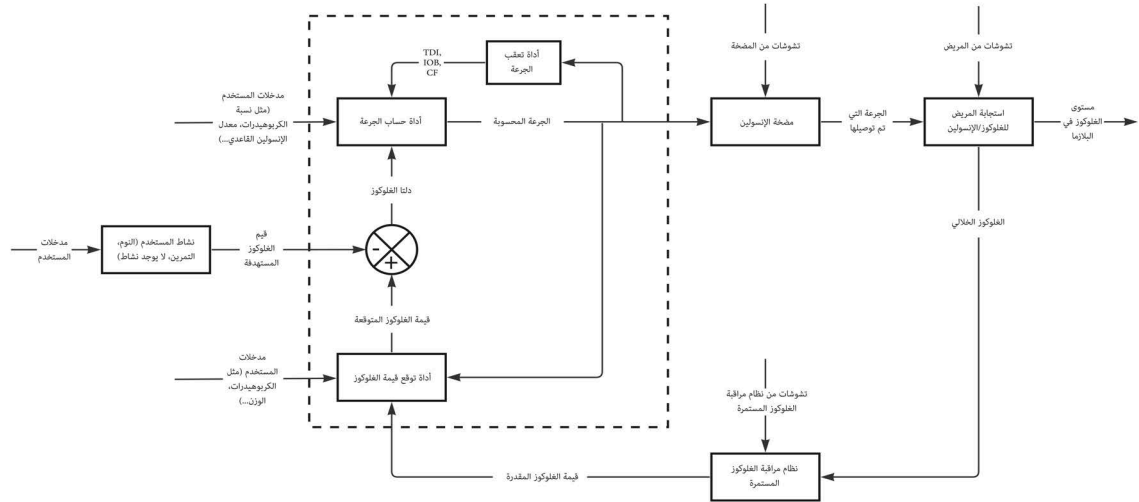 تشوشات من المضخة
تشوشات من المريض
أداة تعقب
الجرعة
TDI,
IOB,
CF
مدخلات المستخدم
(مثل نسبة
الكربوهيدرات، معدل
الإنسولين القاعدي...)
أداة حساب الجرعة
الجرعة المحسوبة
مضخة الإنسولين
الجرعة التي
تم توصيلها
استجابة المريض
للغلوكوز/الإنسولين
مستوى
الغلوكوز في
البلازما
دلتا الغلوكوز
الغلوكوز الخلالي
مدخلات
المستخدم
نشاط المستخدم (النوم،
التمرين، لا يوجد نشاط)
قيم
الغلوكوز
المستهدفة
-
+
قيمة الغلوكوز المتوقعة
مدخلات
المستخدم (مثل
الكربوهيدرات،
الوزن...)
أداة توقع قيمة الغلوكوز
تشوشات من نظام مراقبة
الغلوكوز المستمرة
نظام مراقبة الغلوكوز
المستمرة
قيمة الغلوكوز المقدرة